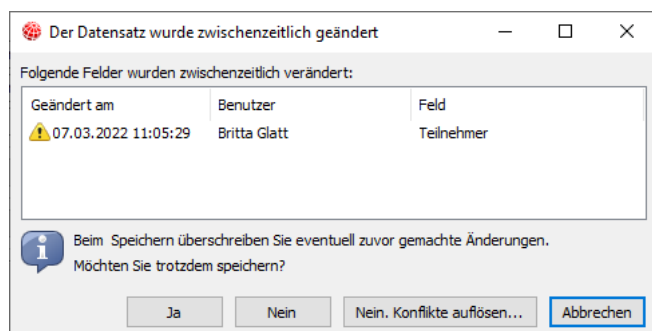 Der Datensatz wurde zwischenzeitlich geändert
Folgende Felder wurden zwischenzeitlich verändert:
Geändert am Benutzer Feld
07.03.2022 11:05:29 Britta Glatt Teilnehmer
Beim Speichern überschreiben Sie eventuell zuvor gemachte Änderungen.
Möchten Sie trotzdem speichern?
Ja Nein Nein. Konflikte auflösen... Abbrechen